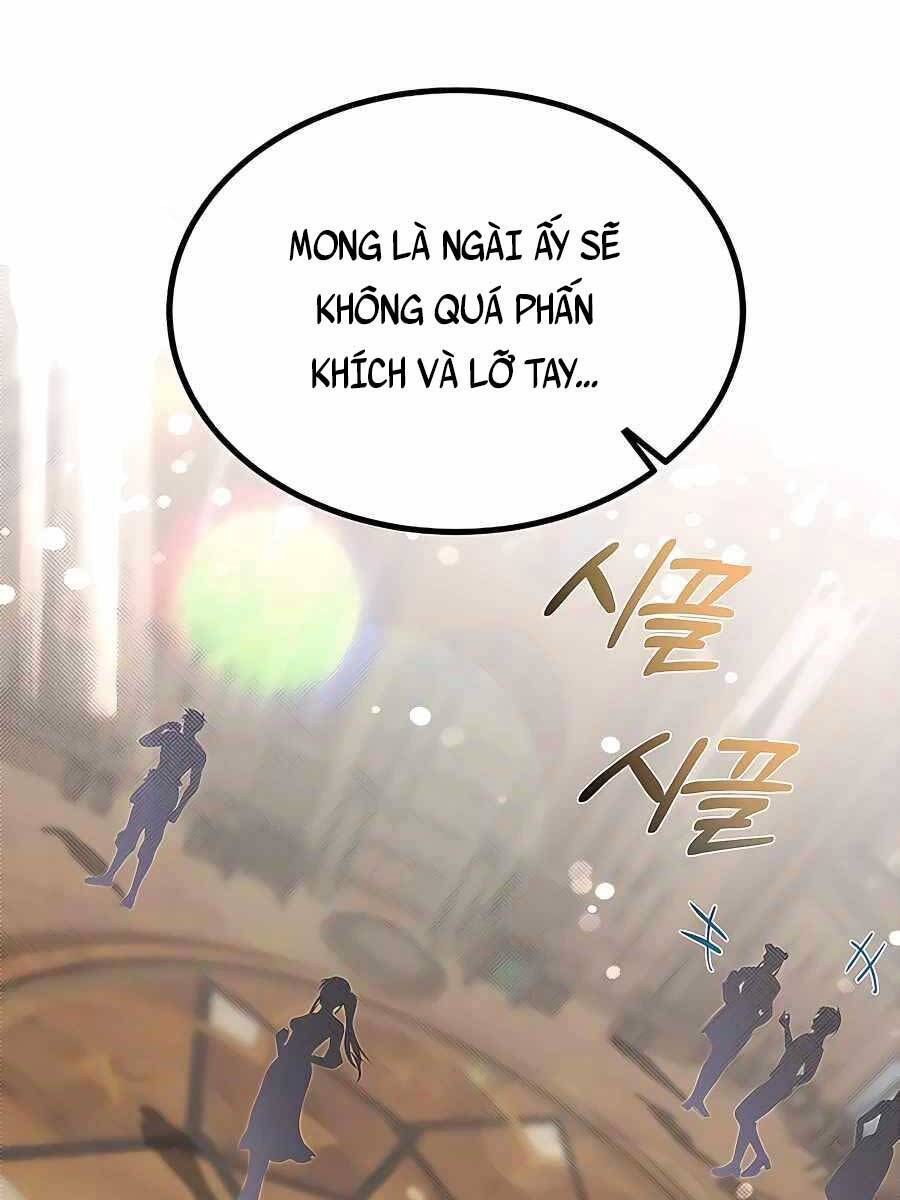 MONG LÀ NGÀI ẤY SẼ
KHÔNG QUÁ PHẤN
KHÍCH VÀ LỠ TAY...
시끌
시끌